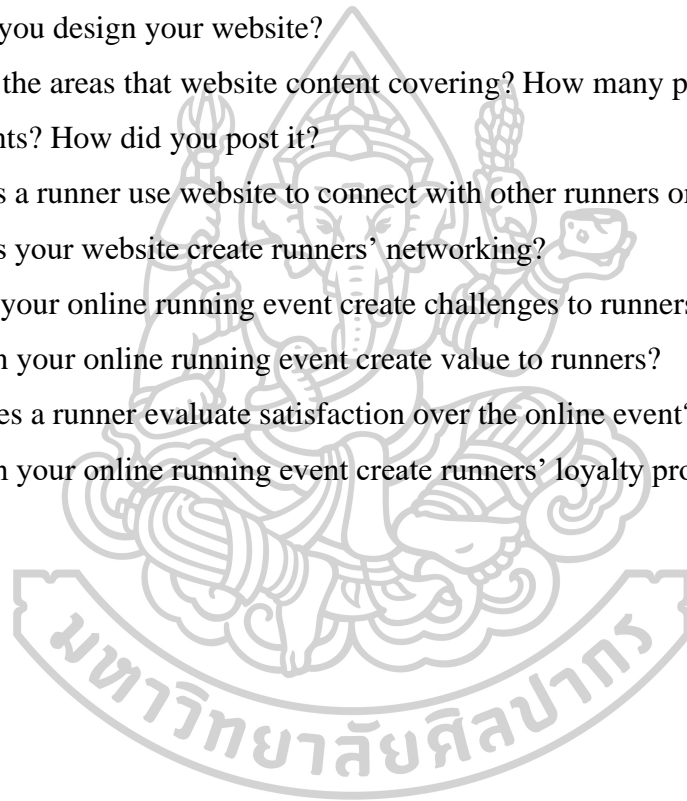 you design your website?
the areas that website content covering? How many p
nts? How did you post it?
s a runner use website to connect with other runners or
s your website create runners’ networking?
your online running event create challenges to runners
n your online running event create value to runners?
es a runner evaluate satisfaction over the online event?
n your online running event create runners’ loyalty pro
มหาวิทยาลัยศิลปากร